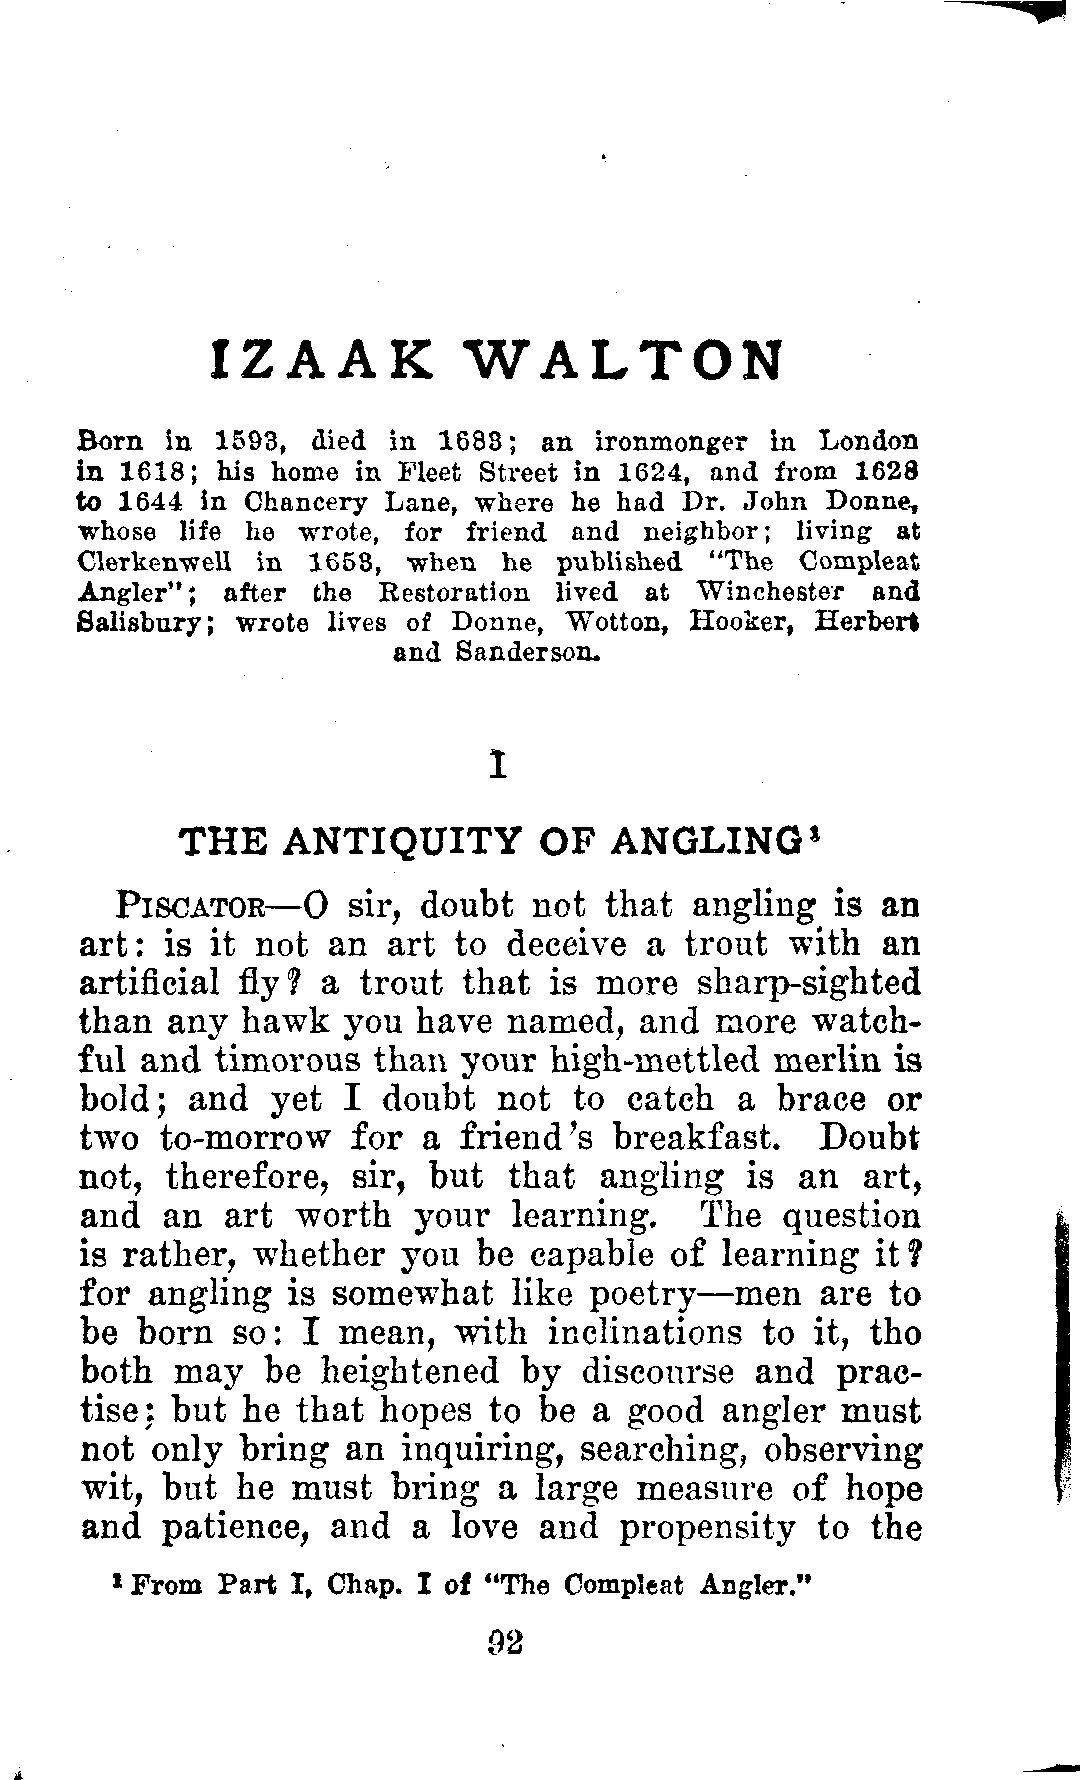 IZAAK WALTON
Born in 1593, died in 1683; an ironmonger in London
in 1618; his home in Fleet Street in 1624, and from 1628
to 1644 in Chancery Lane, where he had Dr. John Donne,
whose life he wrote, for friend and neighbor; living at
Clerkenwell in 1653, when he published "The Compleat
Angler"; after the Restoration lived at Winchester and
Salisbury; wrote lives of Donne, Wotton, Hooker, Herbert
and Sanderson.
I
THE ANTIQUITY OF ANGLING¹
PISCATOR—O sir, doubt not that angling is an
art: is it not an art to deceive a trout with an
artificial fly? a trout that is more sharp-sighted
than any hawk you have named, and more watch-
ful and timorous than your high-mettled merlin is
bold; and yet I doubt not to catch a brace or
two to-morrow for a friend's breakfast. Doubt
not, therefore, sir, but that angling is an art,
and an art worth your learning. The question
is rather, whether you be capable of learning it?
for angling is somewhat like poetry—men are to
be born so: I mean, with inclinations to it, tho
both may be heightened by discourse and prac-
tise; but he that hopes to be a good angler must
not only bring an inquiring, searching, observing
wit, but he must bring a large measure of hope
and patience, and a love and propensity to the
¹ From Part I, Chap. I of "The Compleat Angler."
92